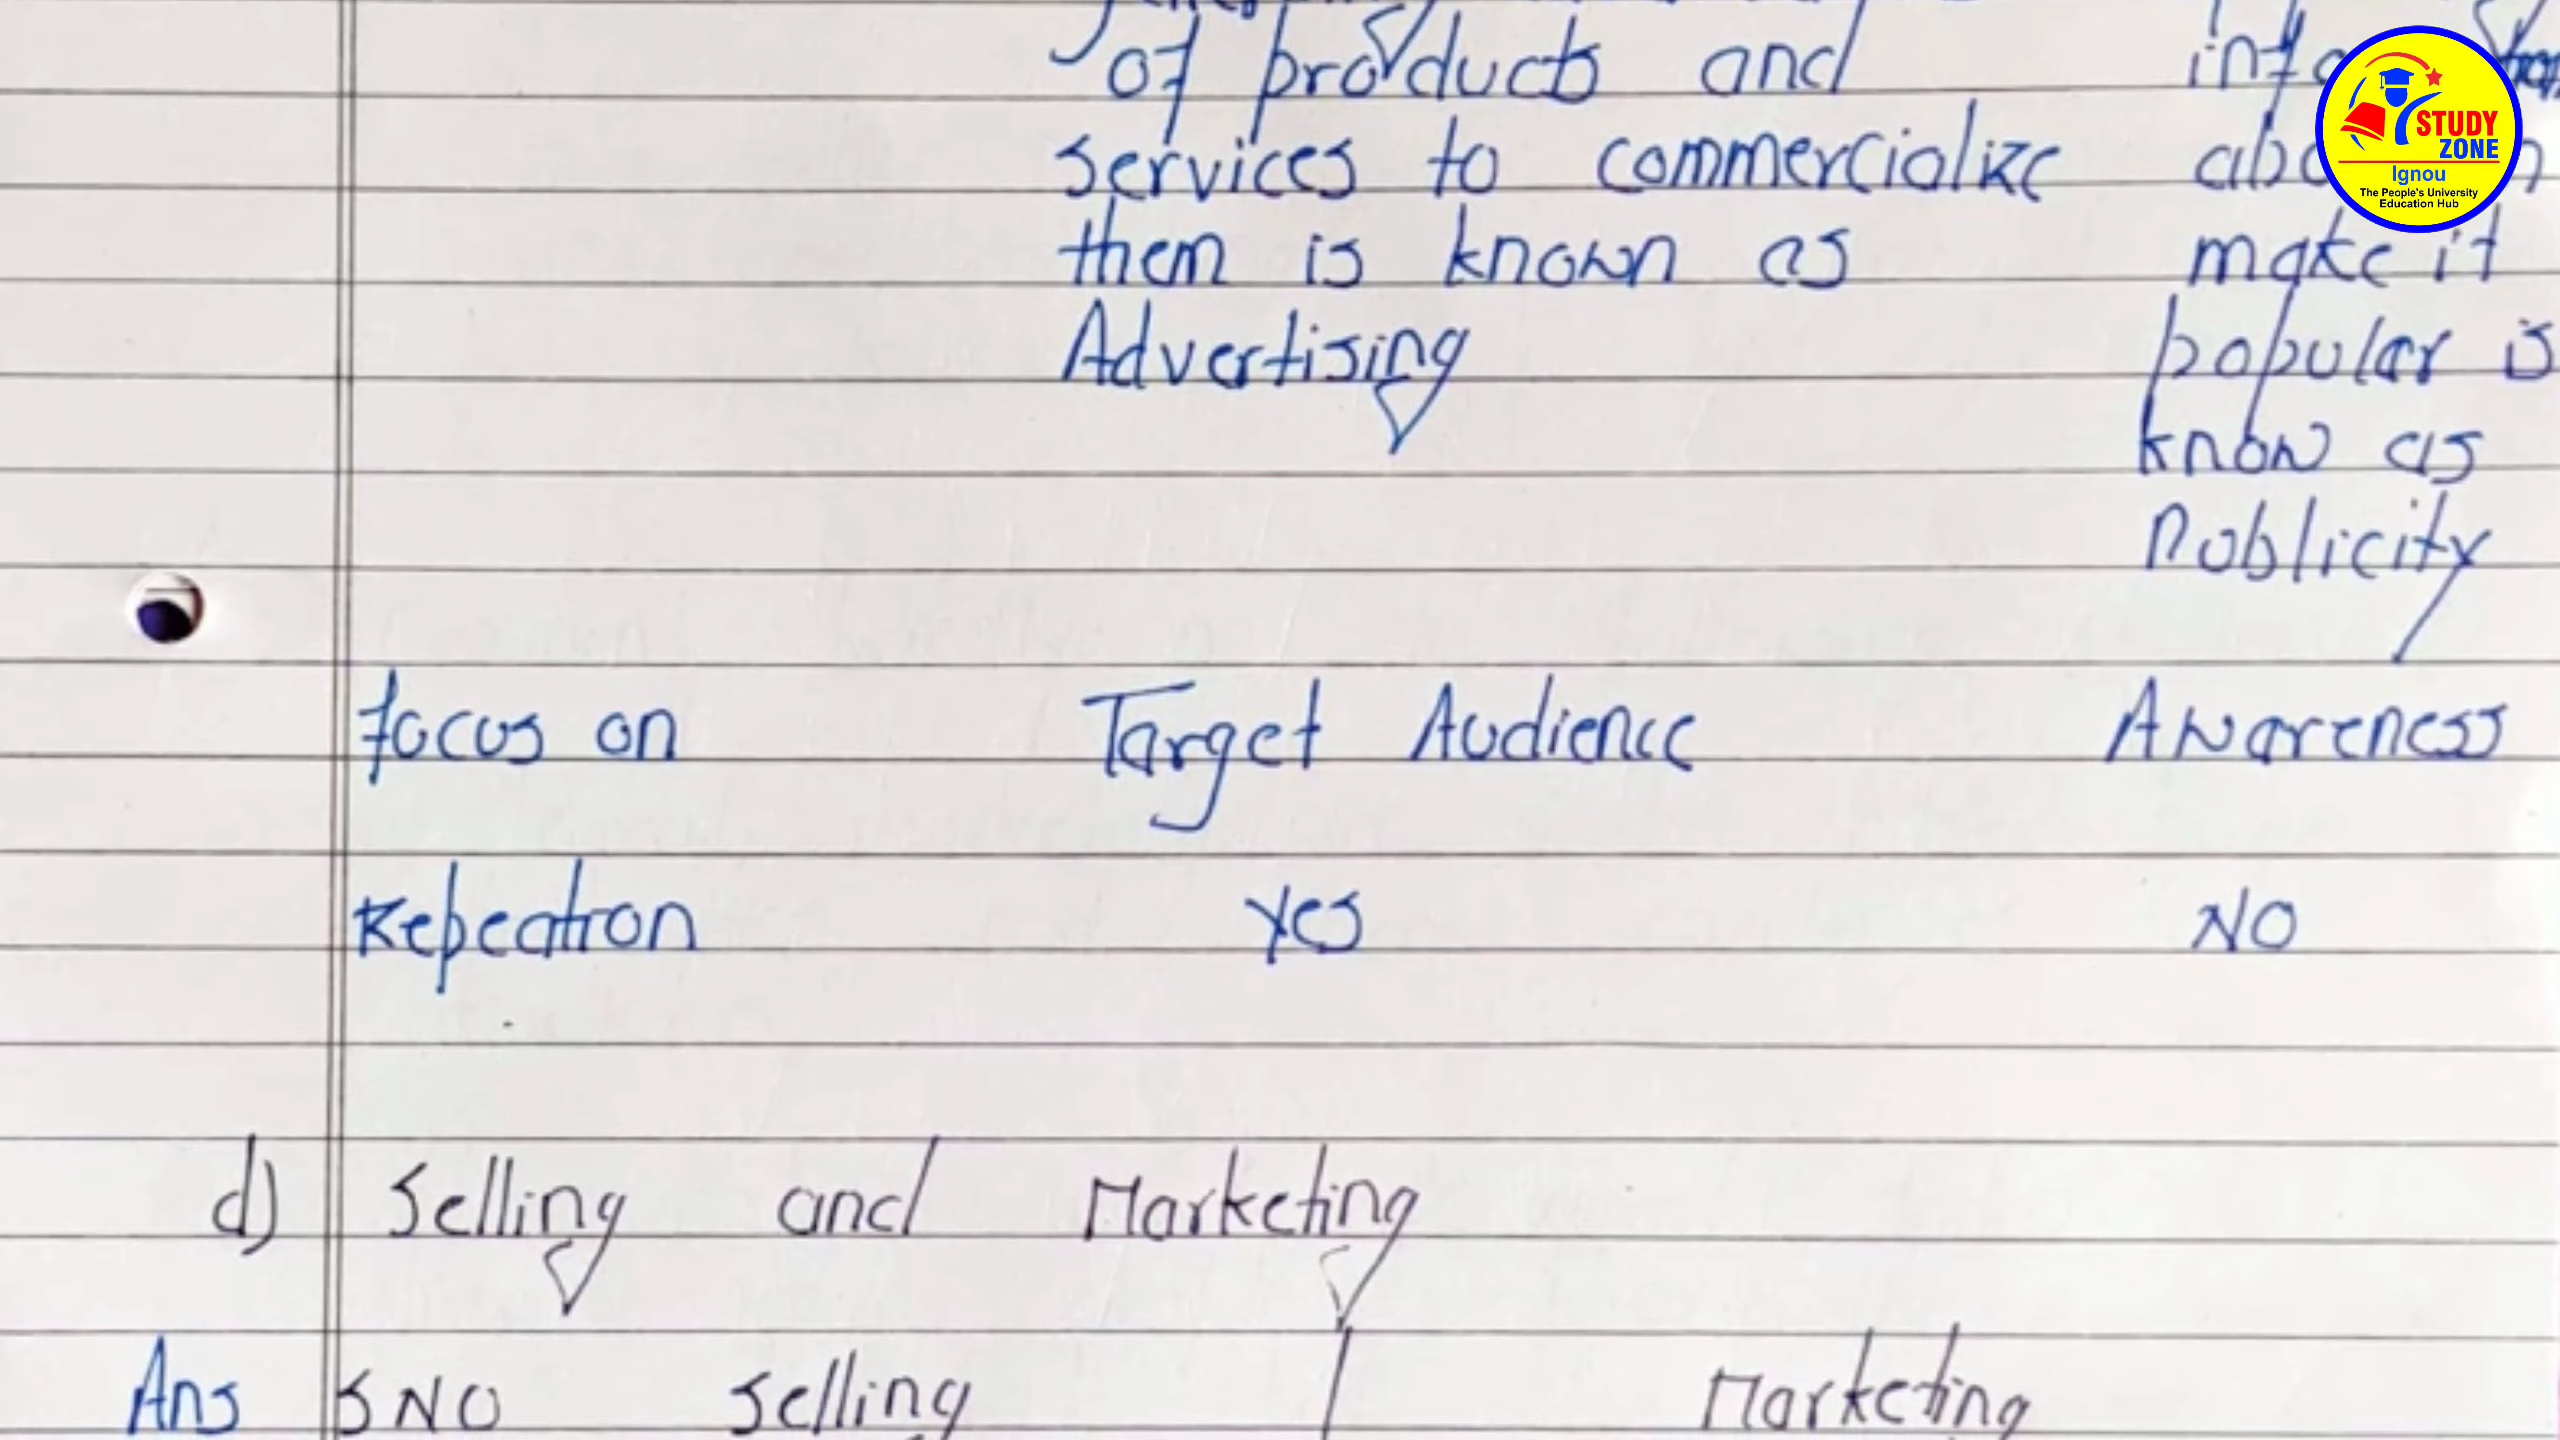 of products and
services to commercialize
them is known as make it
Advertising popular is
know as
Publicity
focus on Target Audience Awareness
Repeation Yes NO
d) Selling and Marketing
Ans S NO Selling Marketing
STUDY
ZONE
Ignou
The People's University
Education Hub